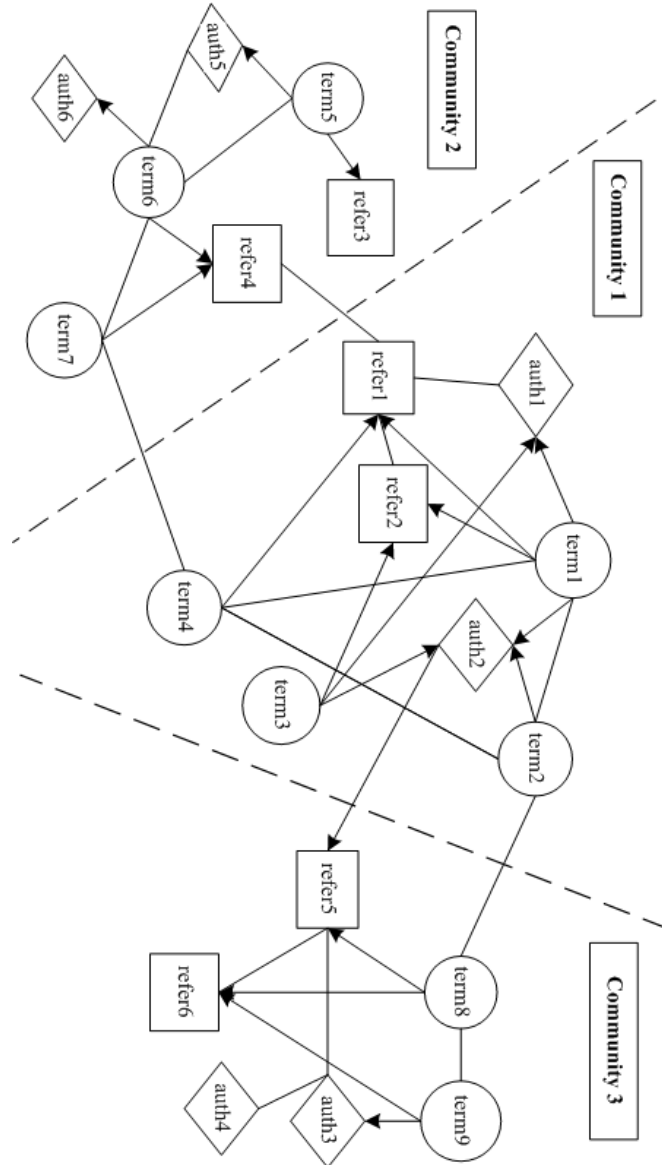 Community 1
Community 2
Community 3
auth1
term1
term2
auth2
refer1
refer2
term3
term4
term5
auth5
auth6
term6
refer3
refer4
term7
refer5
refer6
term8
term9
auth3
auth4